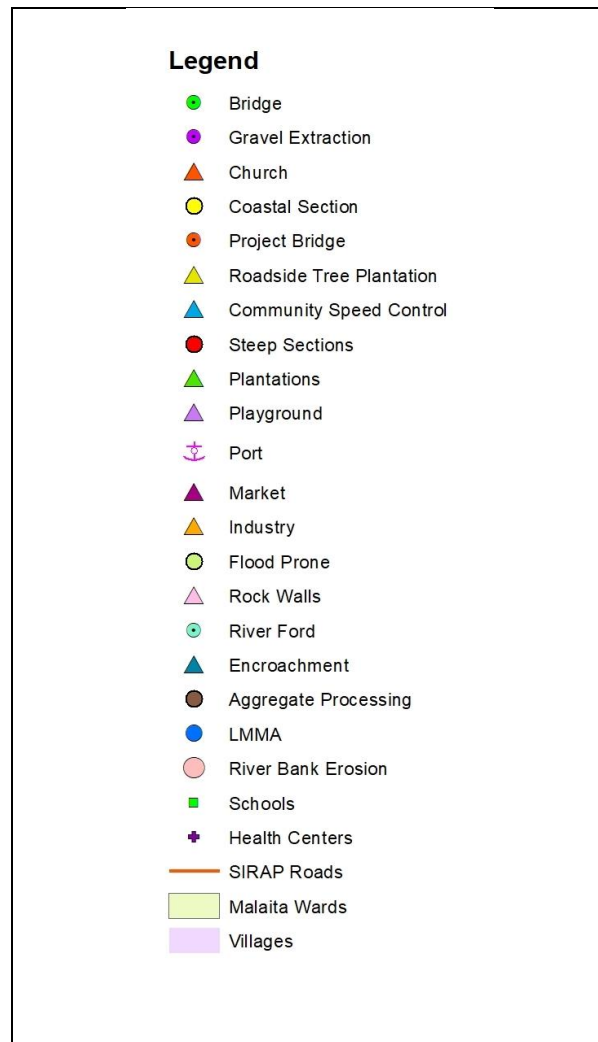 Legend
Bridge
Gravel Extraction
Church
Coastal Section
Project Bridge
Roadside Tree Plantation
Community Speed Control
Steep Sections
Plantations
Playground
Port
Market
Industry
Flood Prone
Rock Walls
River Ford
Encroachment
Aggregate Processing
LMMA
River Bank Erosion
Schools
Health Centers
SIRAP Roads
Malaita Wards
Villages